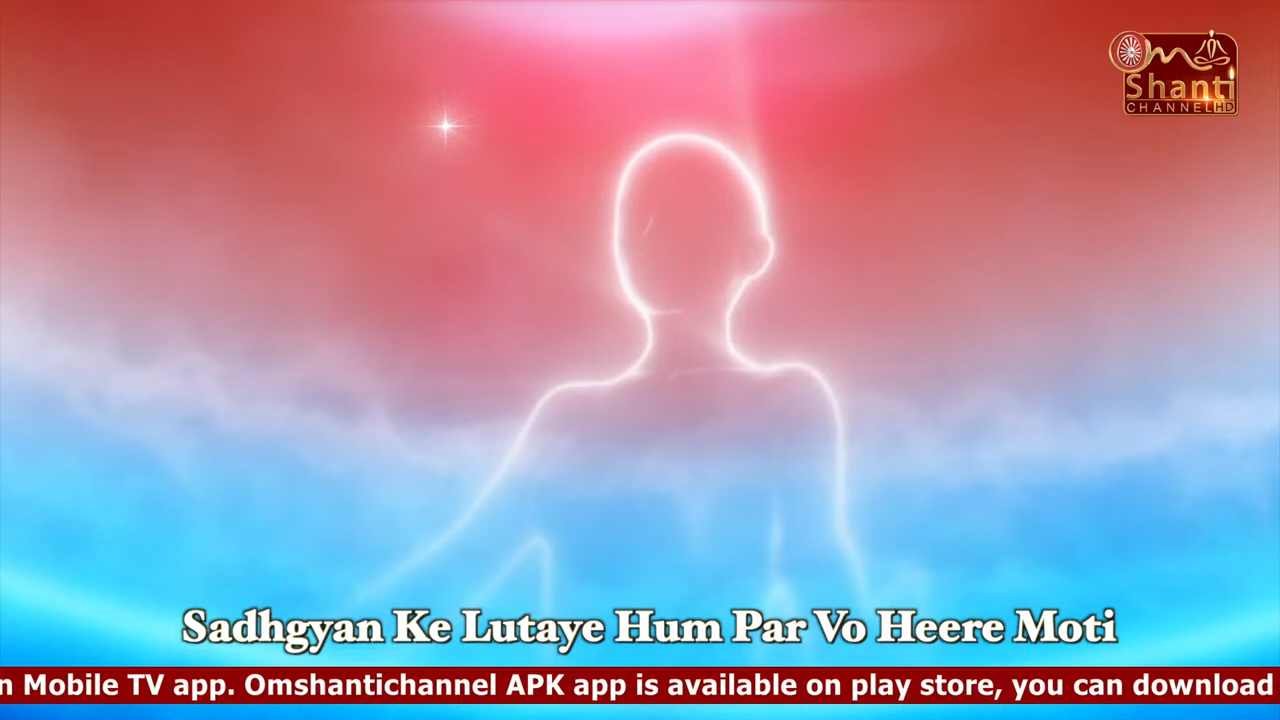 Om
Shanti
CHANNEL HD
Sadhgyan Ke Lutaye Hum Par Vo Heere Moti
n Mobile TV app. Omshantichannel APK app is available on play store, you can download